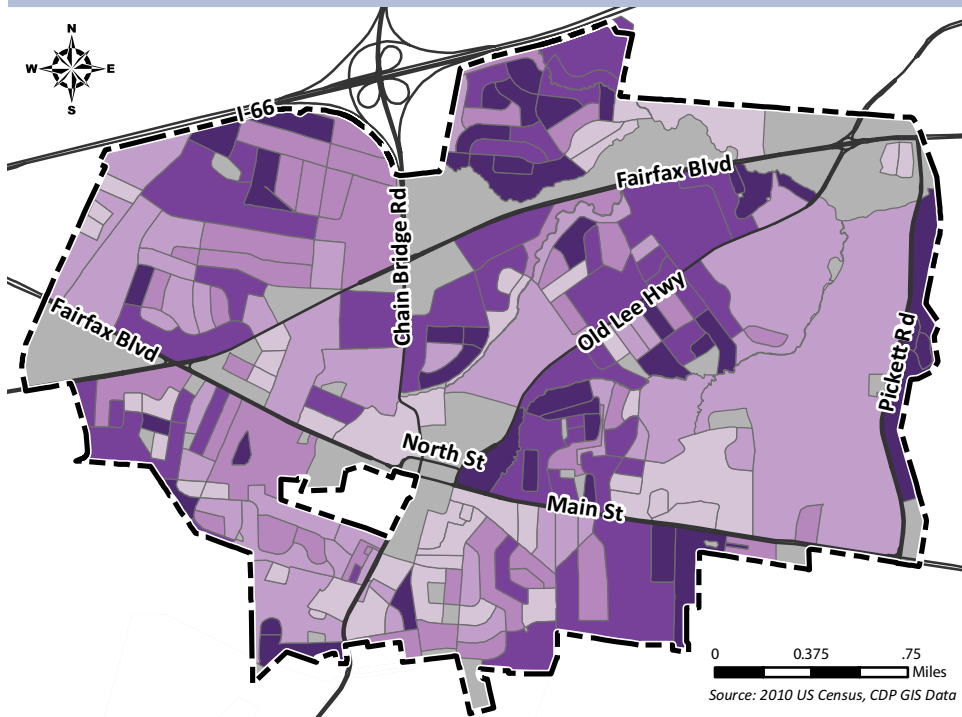 N
W E
S
I-66
Fairfax Blvd
Chain Bridge Rd
Old Lee Hwy
Fairfax Blvd
Pickett Rd
North St
Main St
0 0.375 .75
Miles
Source: 2010 US Census, CDP GIS Data